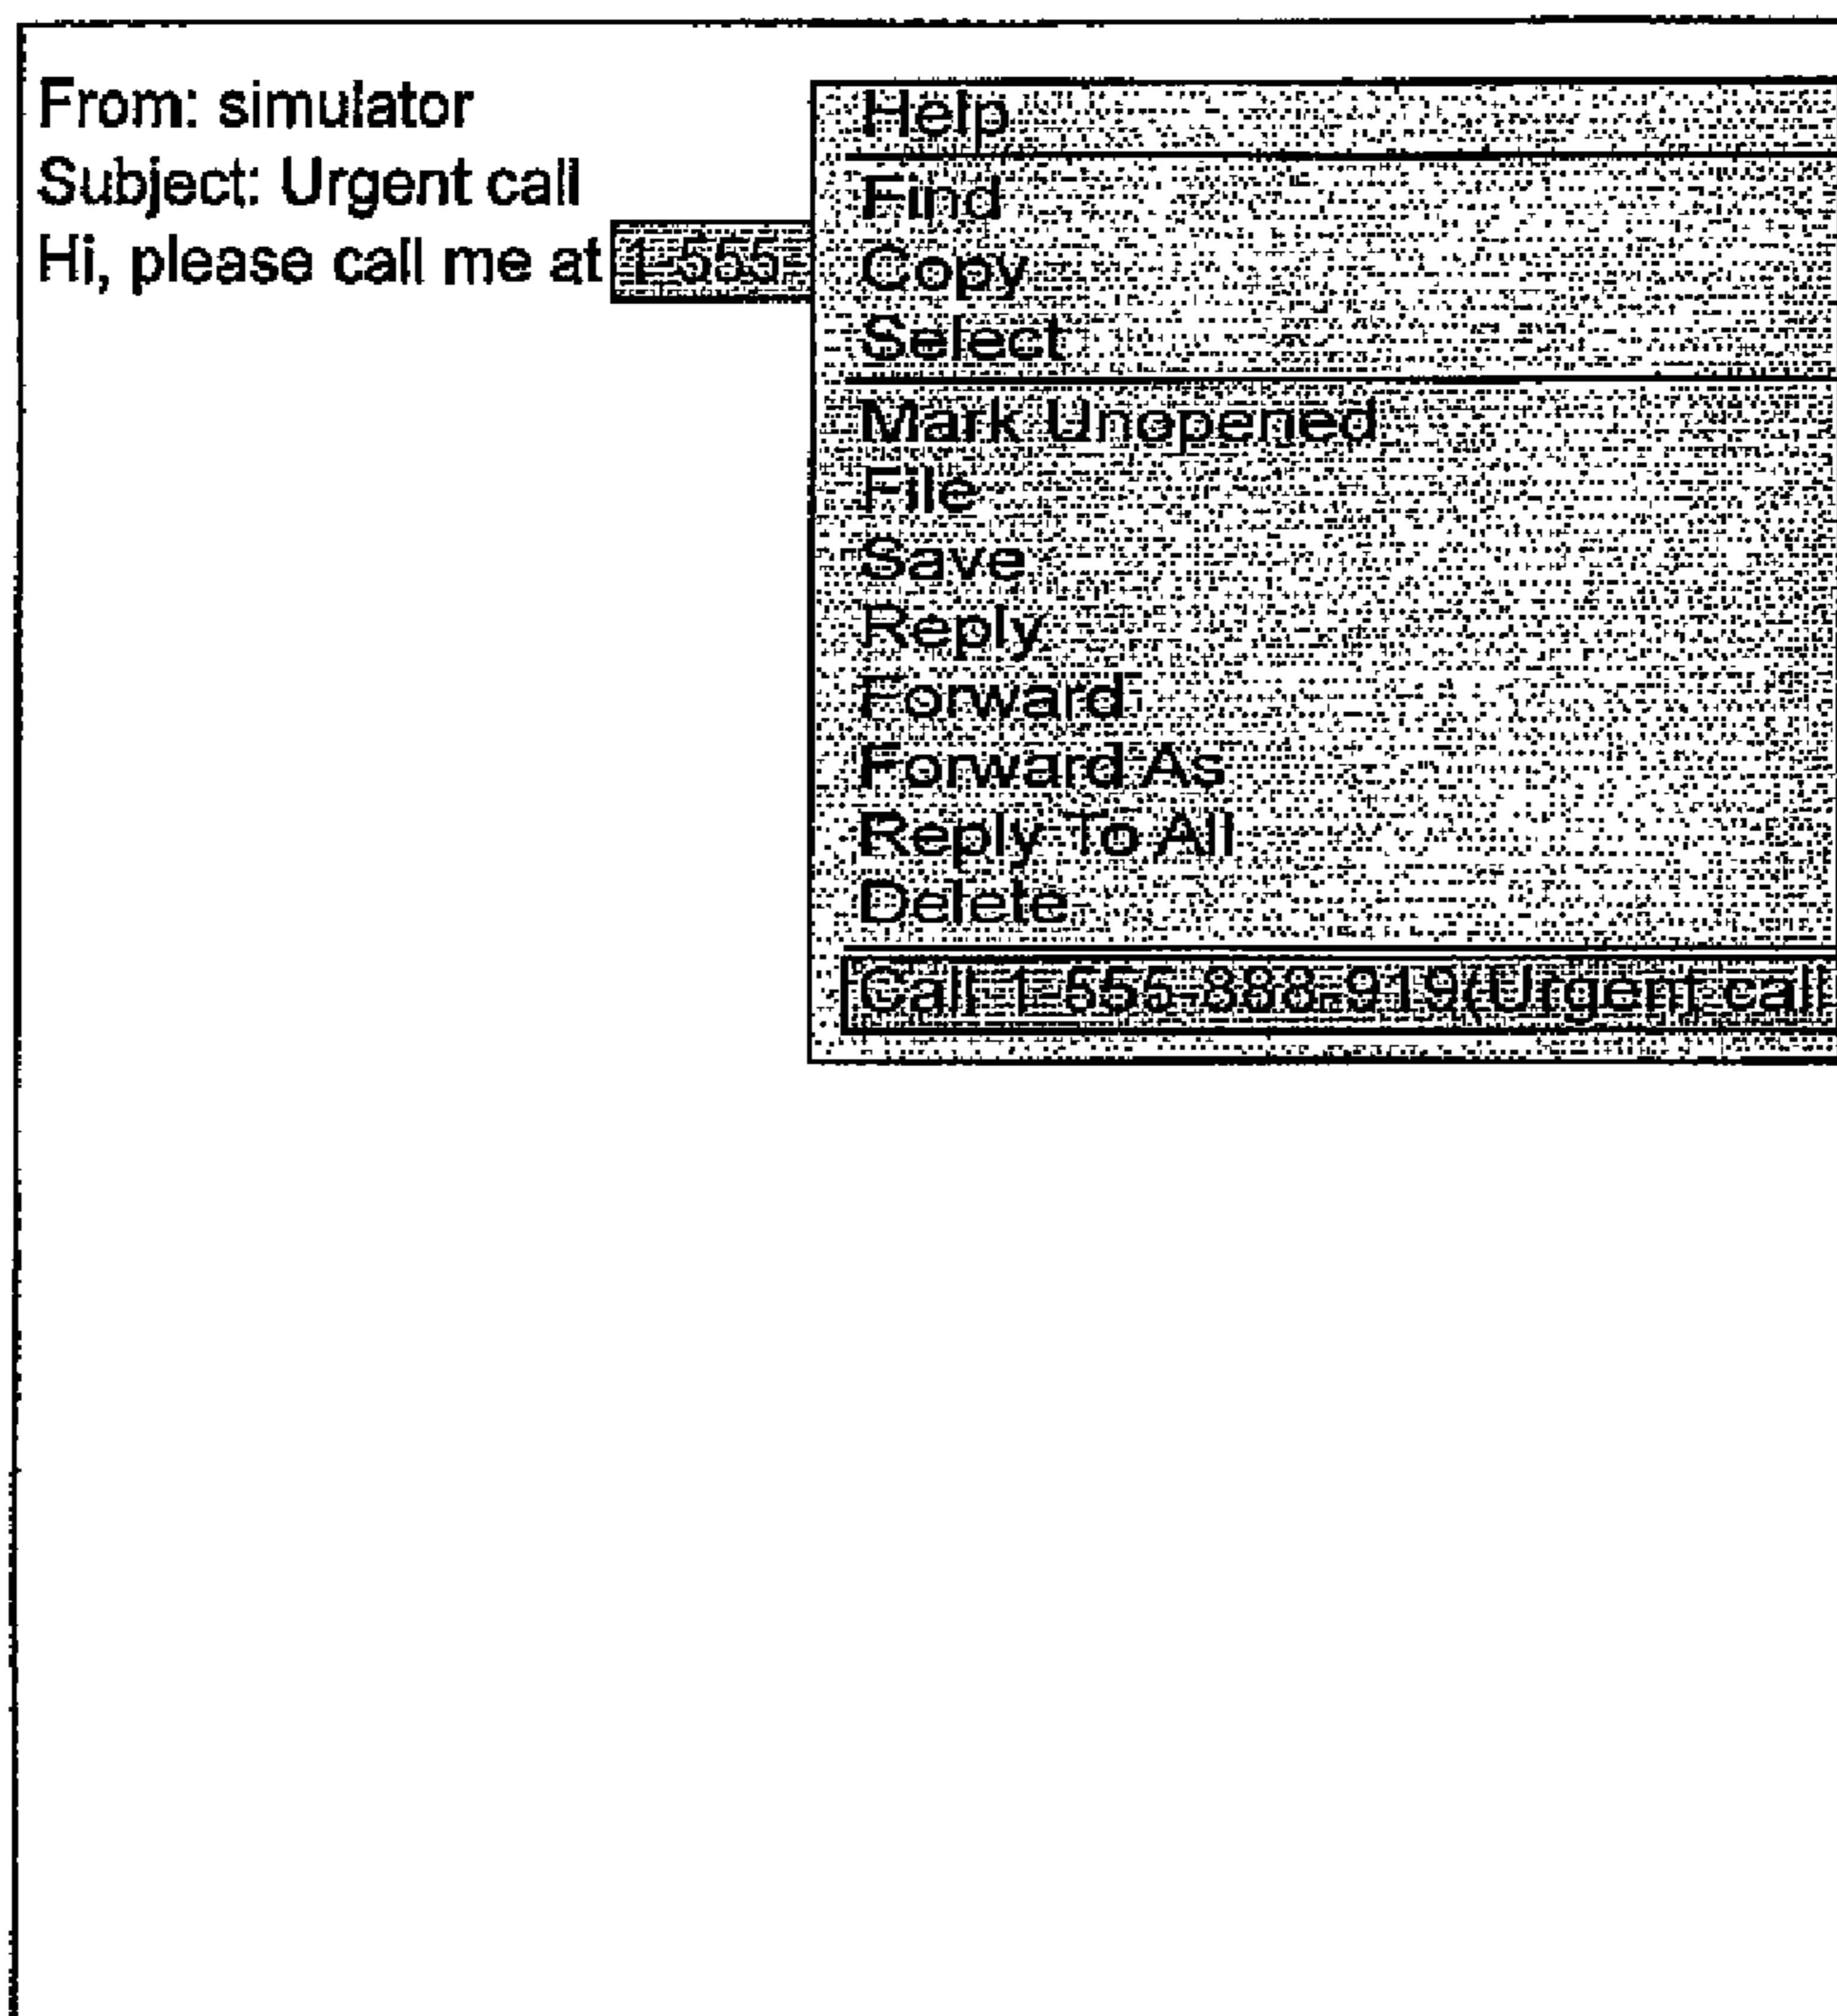 From: simulator
Subject: Urgent call
Hi, please call me at 1-555-
Help
Find
Copy
Select
Mark Unopened
File
Save
Reply
Forward
Forward As
Reply To All
Delete
Call 1-555-888-919(Urgent call